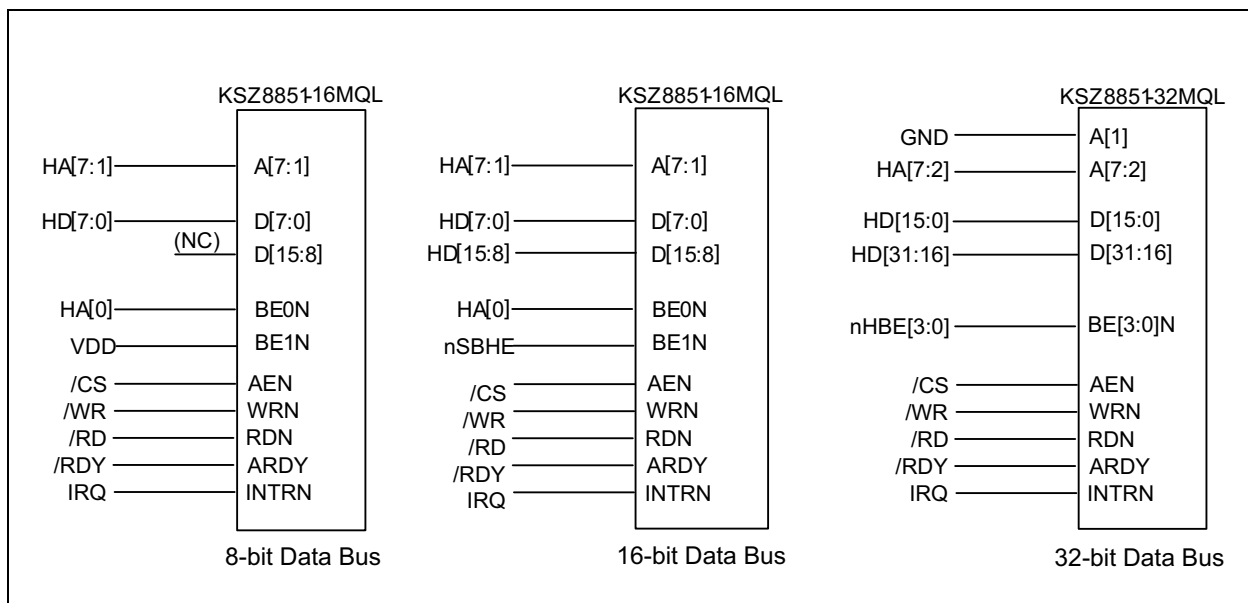 KSZ8851-16MQL
HA[7:1]
A[7:1]
HD[7:0]
D[7:0]
(NC)
D[15:8]
HA[0]
BE0N
VDD
BE1N
/CS
AEN
/WR
WRN
/RD
RDN
/RDY
ARDY
IRQ
INTRN
8-bit Data Bus
KSZ8851-16MQL
HA[7:1]
A[7:1]
HD[7:0]
D[7:0]
HD[15:8]
D[15:8]
HA[0]
BE0N
nSBHE
BE1N
/CS
AEN
/WR
WRN
/RD
RDN
/RDY
ARDY
IRQ
INTRN
16-bit Data Bus
KSZ8851-32MQL
GND
A[1]
HA[7:2]
A[7:2]
HD[15:0]
D[15:0]
HD[31:16]
D[31:16]
nHBE[3:0]
BE[3:0]N
/CS
AEN
/WR
WRN
/RD
RDN
/RDY
ARDY
IRQ
INTRN
32-bit Data Bus